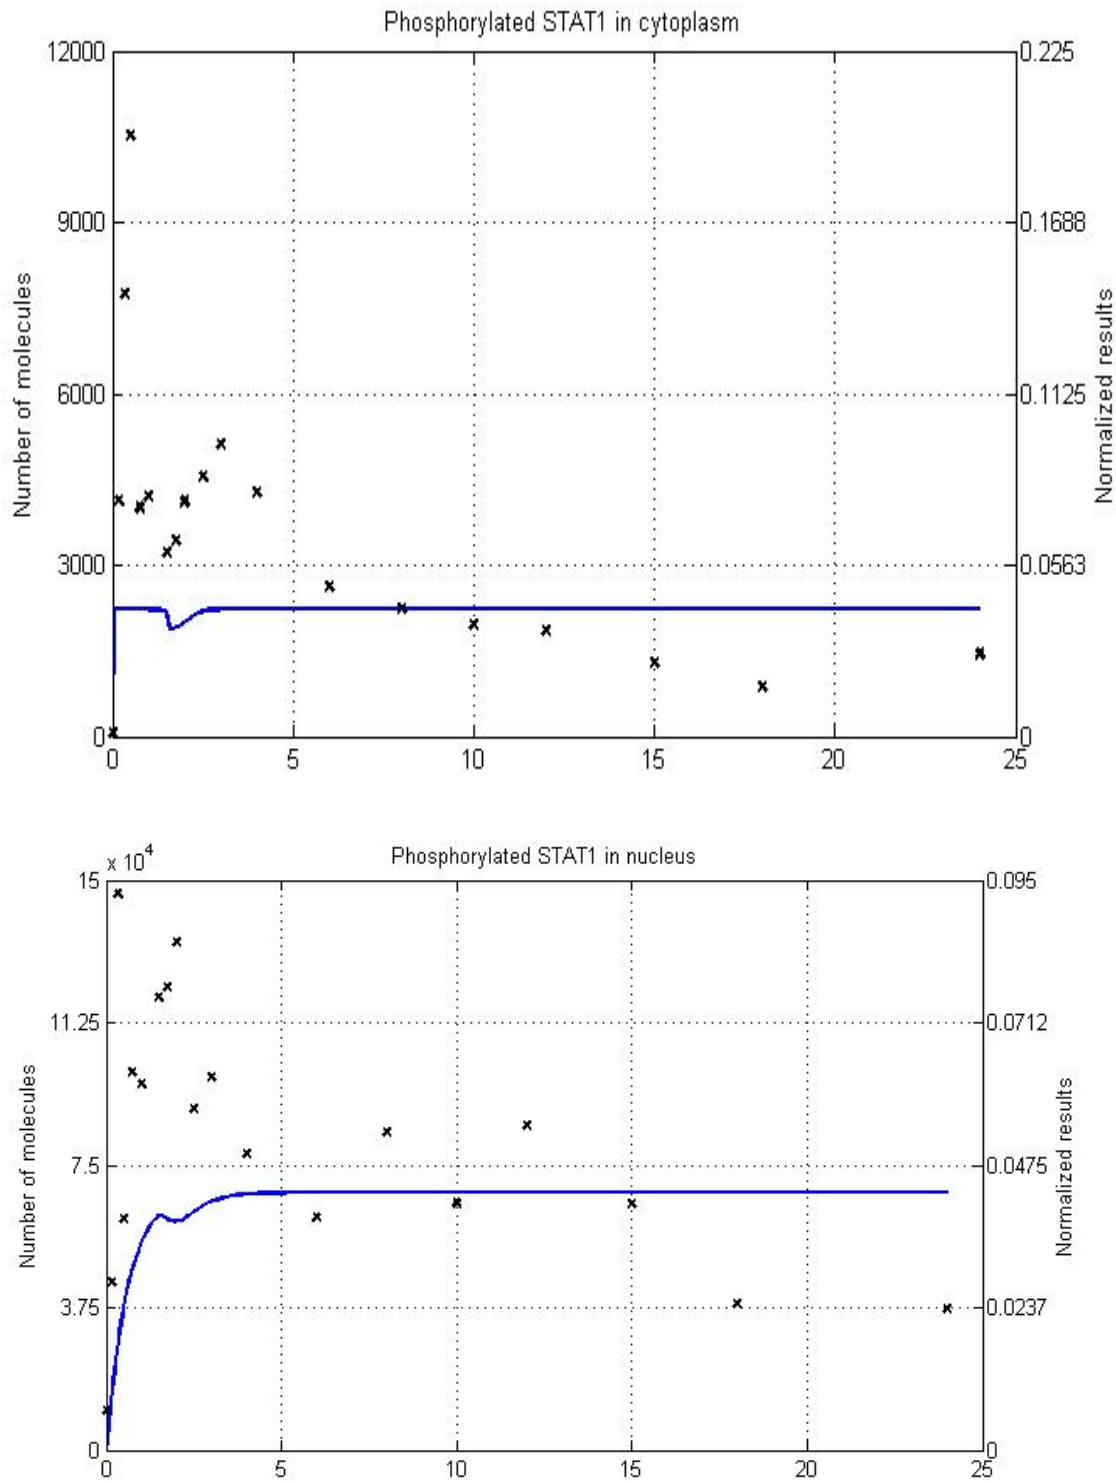 Phosphorylated STAT1 in cytoplasm
12000 0.225
9000 0.1688
6000 0.1125
3000 0.0563
0 0
0 5 10 15 20 25
Number of molecules
Normalized results
x 10^4 Phosphorylated STAT1 in nucleus
15 0.095
11.25 0.0712
7.5 0.0475
3.75 0.0237
0 0
0 5 10 15 20 25
Number of molecules
Normalized results